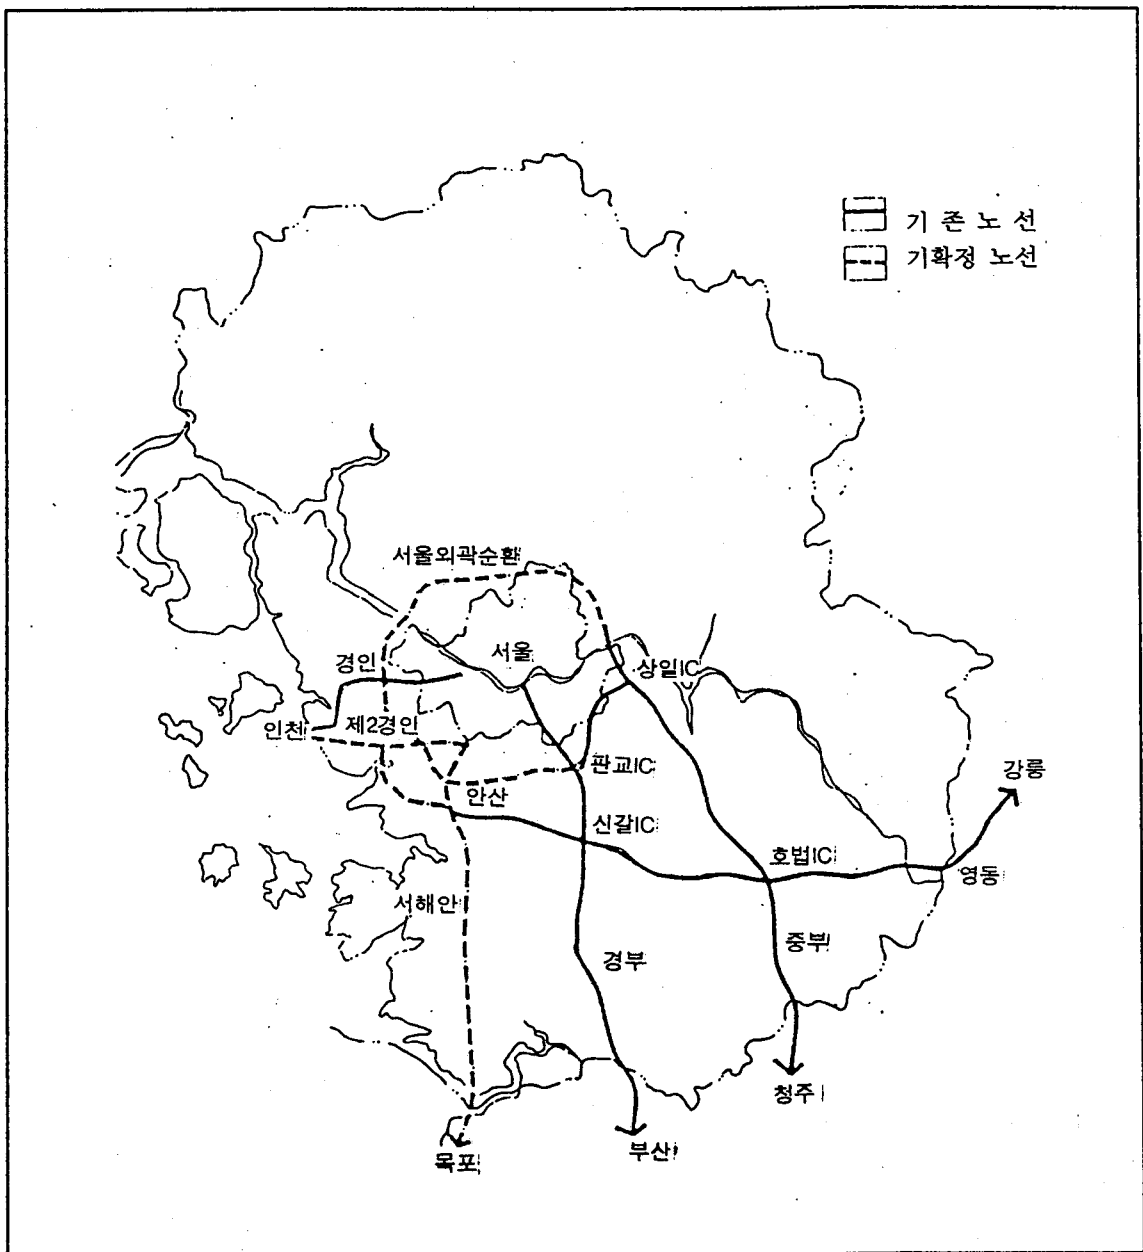 기 존 노 선
기확정 노선
서울외곽순환
서울
경인
상일IC
인천
제2경인
판교IC
강릉
안산
신갈IC
호법IC
영동
서해안
중부
경부
청주
부산
목포